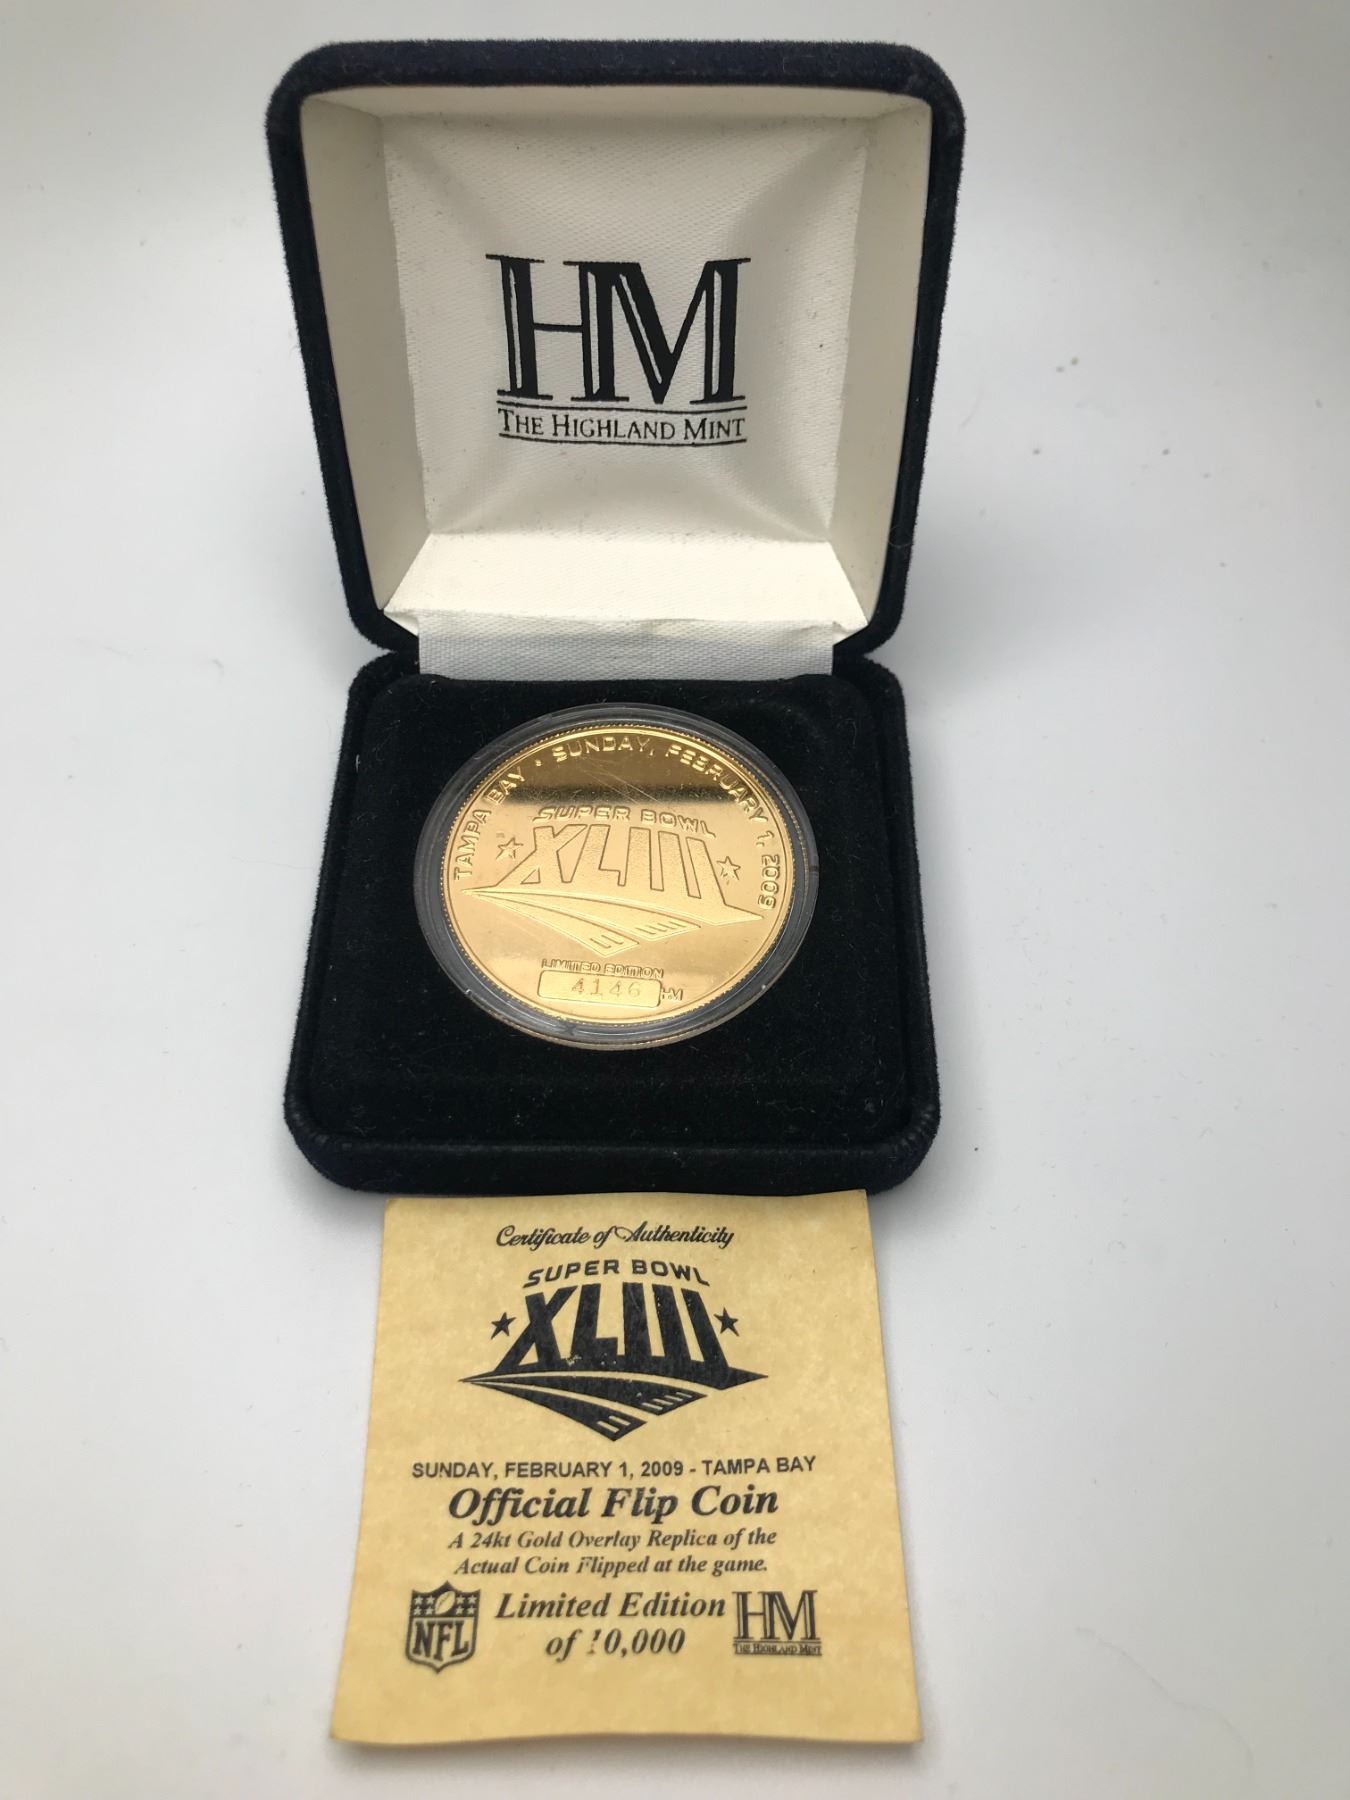 HM
THE HIGHLAND MINT
TAMPA BAY • SUNDAY, FEBRUARY 1, 2009
SUPER BOWL
XLIII
LIMITED EDITION
4146 HM
Certificate of Authenticity
SUPER BOWL
XLIII
SUNDAY, FEBRUARY 1, 2009 - TAMPA BAY
Official Flip Coin
A 24kt Gold Overlay Replica of the
Actual Coin Flipped at the game.
NFL
Limited Edition
of 10,000
HM
THE HIGHLAND MINT